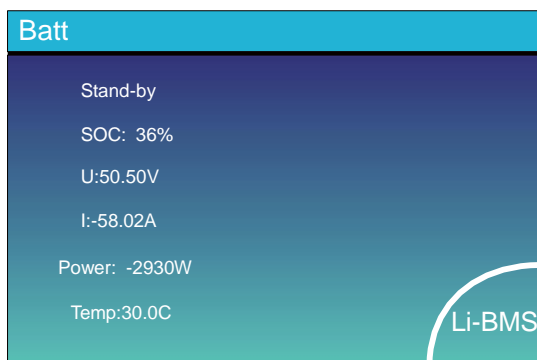 Batt
Stand-by
SOC: 36%
U:50.50V
I:-58.02A
Power: -2930W
Temp:30.0C
Li-BMS